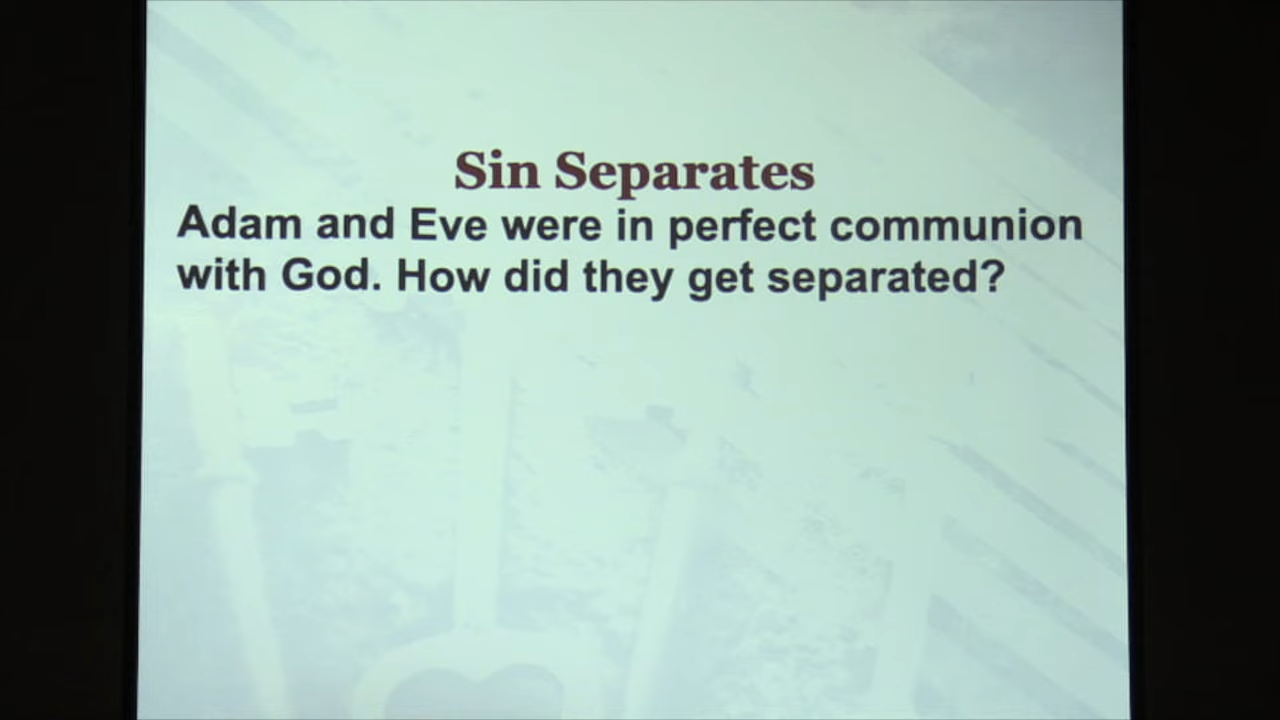 Sin Separates
Adam and Eve were in perfect communion
with God. How did they get separated?